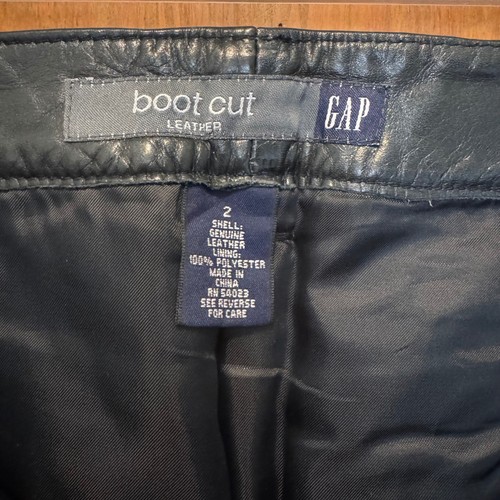 boot cut
LEATHER
GAP
2
SHELL:
GENUINE
LEATHER
LINING:
100% POLYESTER
MADE IN
CHINA
RN 54023
SEE REVERSE
FOR CARE